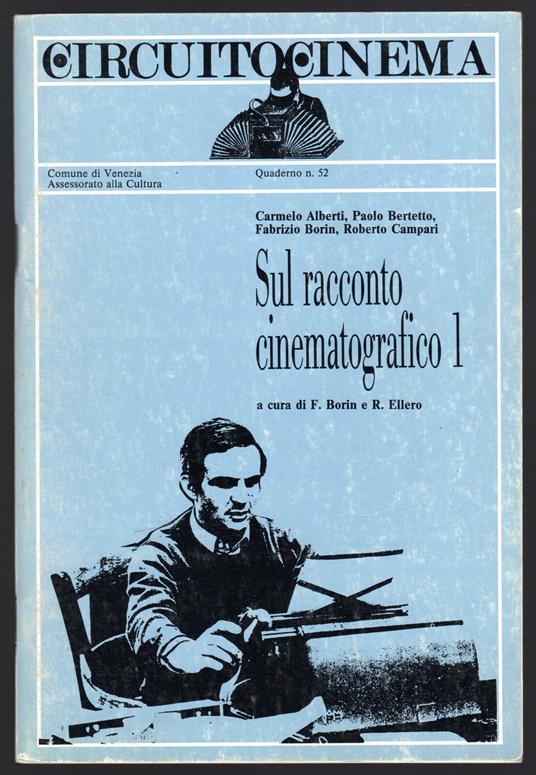 CIRCUITOCINEMA
Comune di Venezia
Assessorato alla Cultura
Quaderno n. 52
Carmelo Alberti, Paolo Bertetto,
Fabrizio Borin, Roberto Campari
Sul racconto
cinematografico 1
a cura di F. Borin e R. Ellero